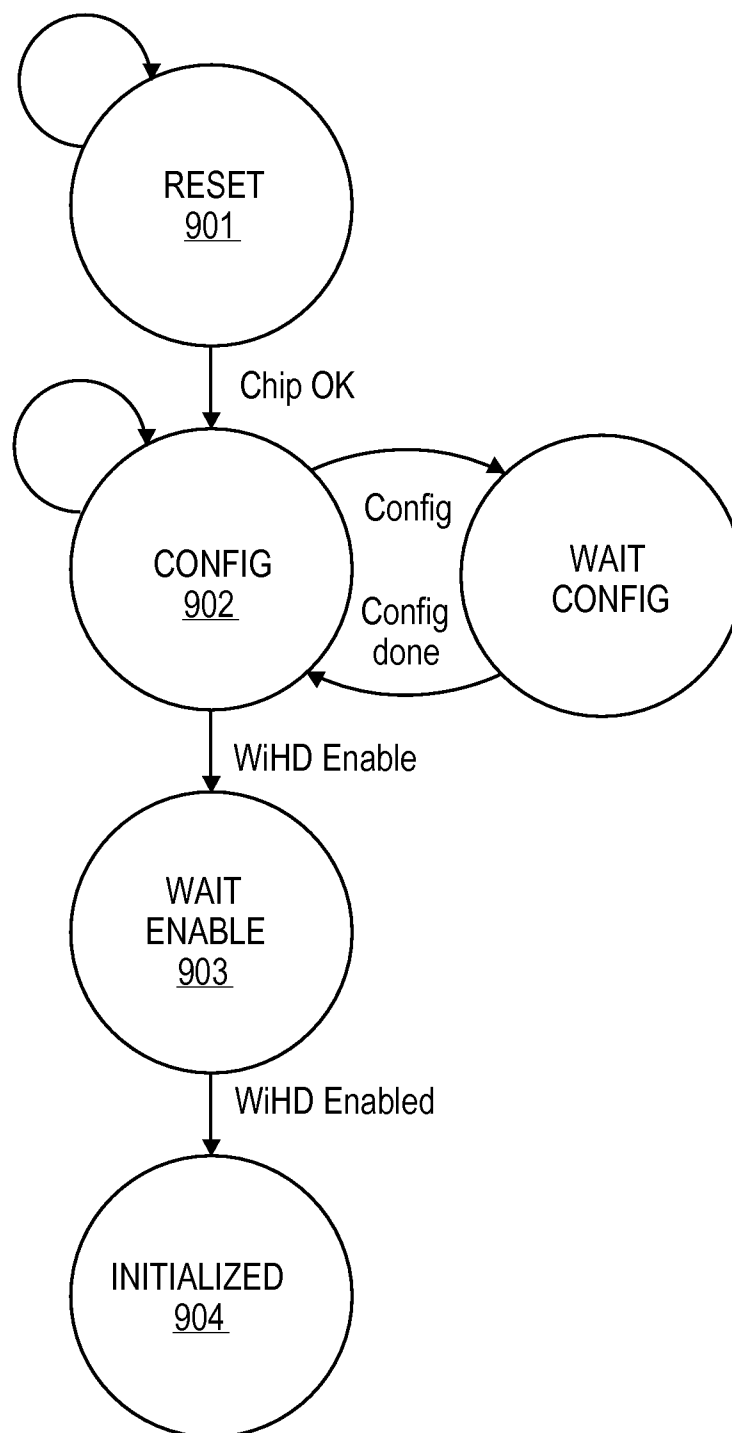 RESET
901
Chip OK
Config
CONFIG
902
WAIT
CONFIG
Config
done
WiHD Enable
WAIT
ENABLE
903
WiHD Enabled
INITIALIZED
904